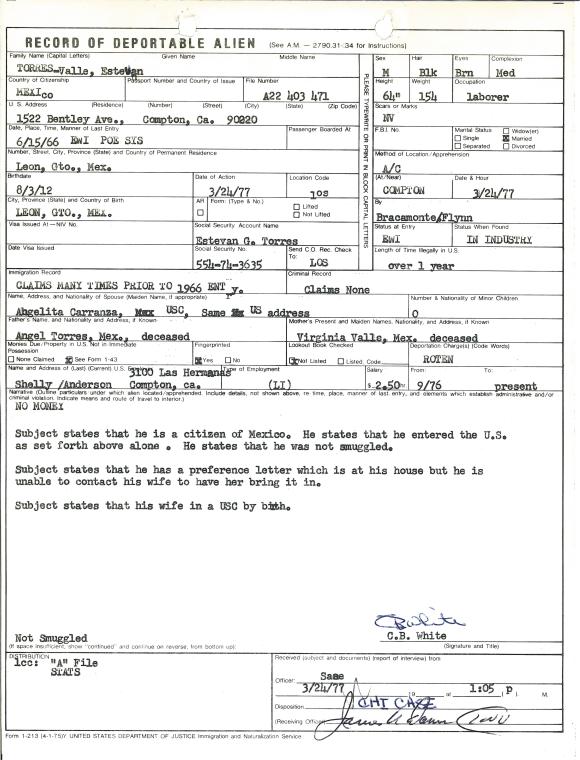 RECORD OF DEPORTABLE ALIEN (See A.M. — 2790.31-34 for Instructions)
Family Name (Capital Letters) Given Name Middle Name
TORRES-Valle, Estevan
Sex Hair Eyes Complexion
M Blk Brn Med
Country of Citizenship Passport Number and Country of Issue File Number
MEXICO A22 403 471
Height Weight Occupation
64" 154 laborer
U. S. Address (Residence) (Number) (Street) (City) (State) (Zip Code)
1522 Bentley Ave., Compton, Ca. 90220
Scars or Marks
NV
Date, Place, Time, Manner of Last Entry Passenger Boarded At
6/15/66 EWI POE SYS
F.B.I. No. Marital Status
Single Married Separated Widow(er) Divorced
Number, Street, City, Province (State) and Country of Permanent Residence
Leon, Gto., Mex.
Method of Location/Apprehension
A/C
Birthdate Date of Action Location Code
8/3/12 3/24/77 JOS
(At/Near) Date & Hour
COMPTON 3/24/77
City, Province (State) and Country of Birth AR Form: (Type & No.) Lifted Not Lifted
LEON, GTO., MEX.
By
Bracamonte/Flynn
Visa Issued At—NIV No. Social Security Account Name
Estevan G. Torres
Status at Entry Status When Found
EWI IN INDUSTRY
Date Visa Issued Social Security No. Send C.O. Rec. Check To:
554-74-3635 LOS
Length of Time Illegally in U.S.
over 1 year
PLEASE TYPEWRITE OR PRINT IN BLOCK CAPITAL LETTERS
Immigration Record Criminal Record
CLAIMS MANY TIMES PRIOR TO 1966 ENT y. Claims None
Name, Address, and Nationality of Spouse (Maiden Name, if appropriate) Number & Nationality of Minor Children
Angelita Carranza, USC, Same US address 0
Father's Name, and Nationality and Address, if Known Mother's Present and Maiden Names, Nationality, and Address, if Known
Angel Torres, Mex., deceased Virginia Valle, Mex. deceased
Monies Due/Property in U.S. Not in Immediate Possession Fingerprinted Lookout Book Checked Deportation Charge(s) (Code Words)
None Claimed See Form 1-43 Yes No Not Listed Listed, Code ROTEN
Name and Address of (Last) (Current) U.S. Type of Employment Salary From: To:
3100 Las Hermanas
Shelly /Anderson Compton, ca. (LI) $ 2.50 hr 9/76 present
Narrative (Outline particulars under which alien located/apprehended. Include details, not shown above, re time, place, manner of last entry, and elements which establish administrative and/or criminal violation. Indicate means and route of travel to interior.)
NO MONEY
Subject states that he is a citizen of Mexico. He states that he entered the U.S.
as set forth above alone . He states that he was not smuggled.
Subject states that he has a preference letter which is at his house but he is
unable to contact his wife to have her bring it in.
Subject states that his wife in a USC by birth.
CBWhite
Not Smuggled C.B. White
(If space insufficient, show "continued" and continue on reverse, from bottom up). (Signature and Title)
DISTRIBUTION
1cc: "A" File
STATS
Received (subject and documents) (report of interview) from
Officer: Same
3/24/77 19 at 1:05 p M.
Disposition
(Receiving Officer)
Form 1-213 (4-1-75)Y UNITED STATES DEPARTMENT OF JUSTICE Immigration and Naturalization Service